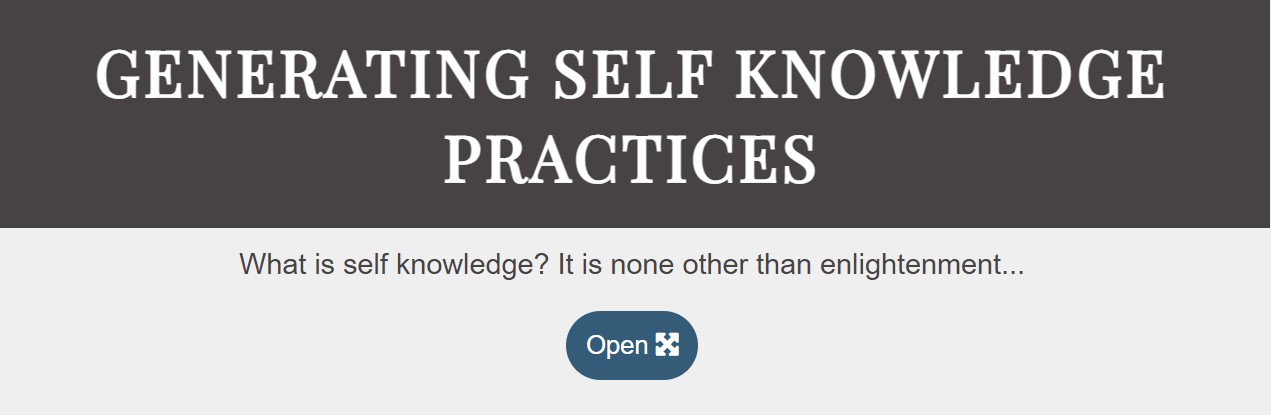 GENERATING SELF KNOWLEDGE
PRACTICES
What is self knowledge? It is none other than enlightenment...
Open